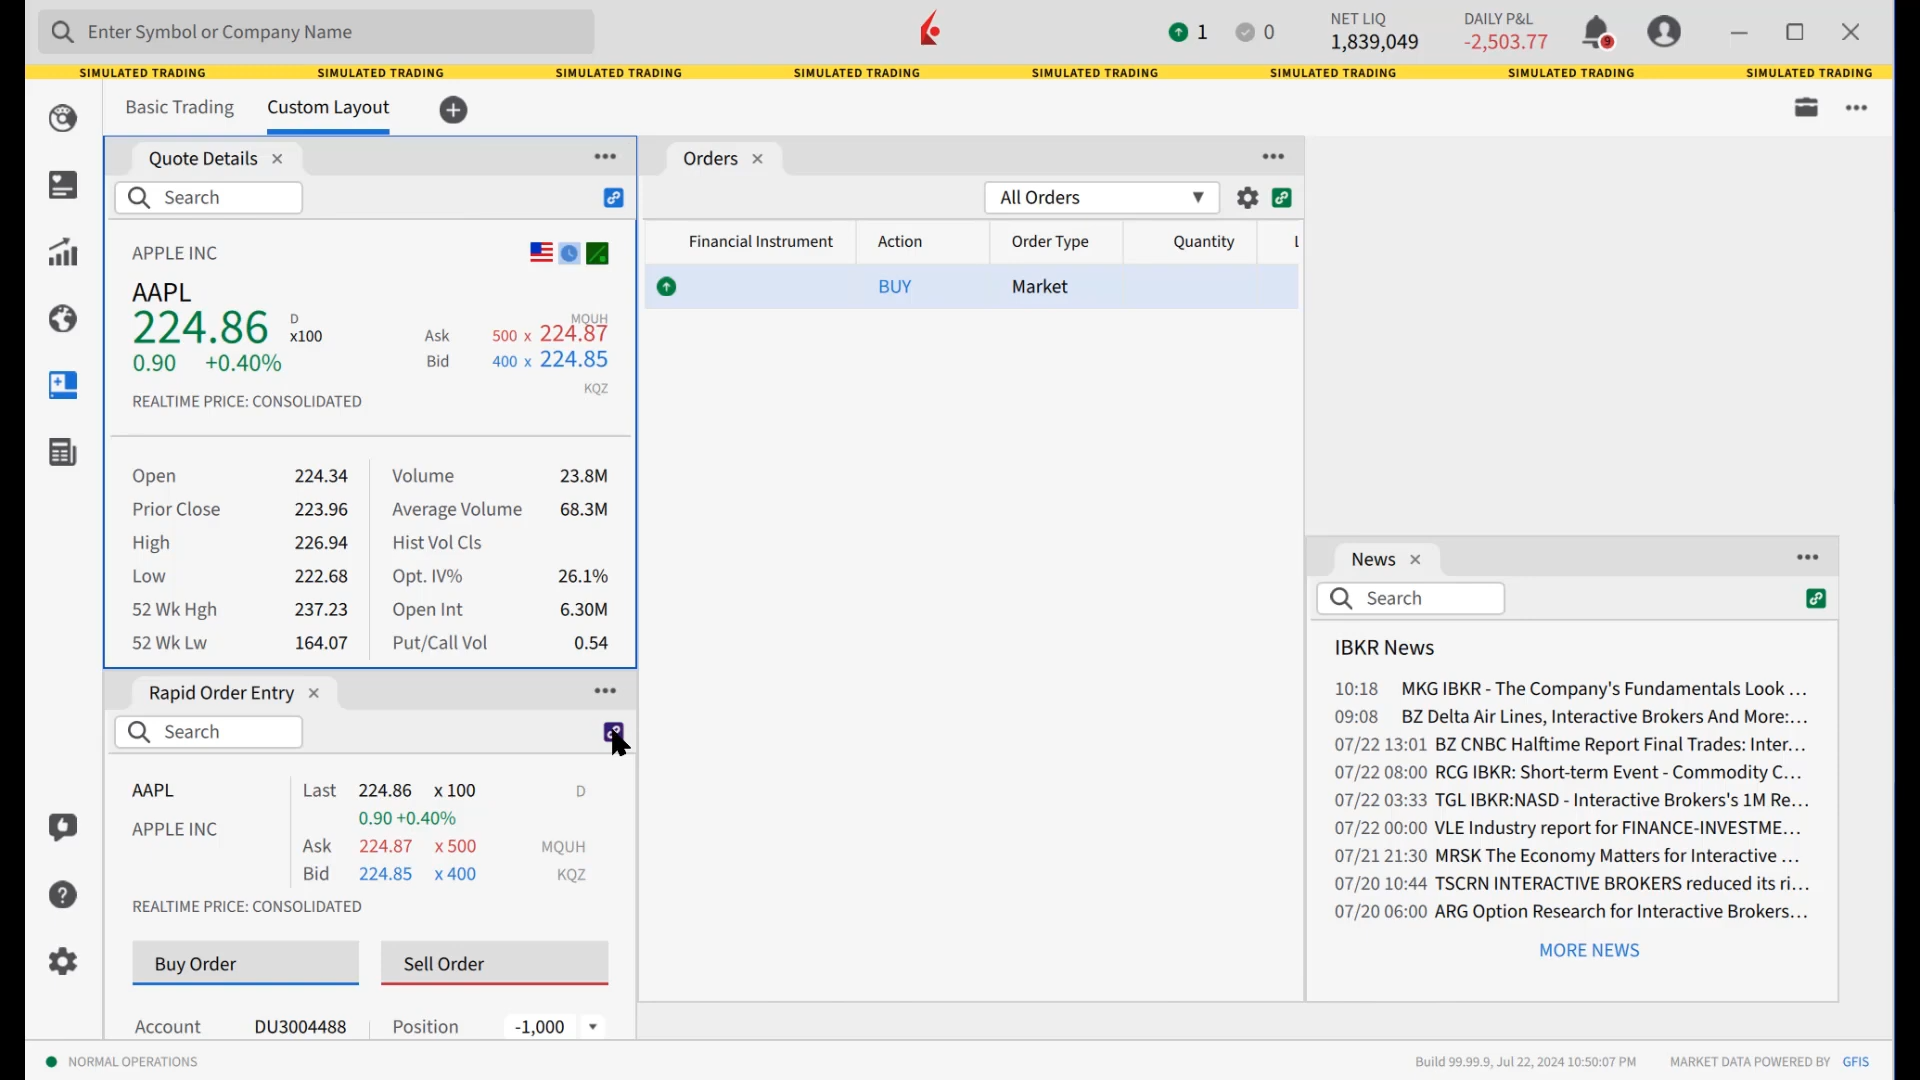 Enter Symbol or Company Name
1
0
NET LIQ
1,839,049
DAILY P&L
-2,503.77
9
SIMULATED TRADING SIMULATED TRADING SIMULATED TRADING SIMULATED TRADING SIMULATED TRADING SIMULATED TRADING SIMULATED TRADING SIMULATED TRADING
Basic Trading
Custom Layout
Quote Details
Search
APPLE INC
AAPL
224.86
D
x100
0.90 +0.40%
MQUH
Ask 500 x 224.87
Bid 400 x 224.85
KQZ
REALTIME PRICE: CONSOLIDATED
Open 224.34 Volume 23.8M
Prior Close 223.96 Average Volume 68.3M
High 226.94 Hist Vol Cls
Low 222.68 Opt. IV% 26.1%
52 Wk Hgh 237.23 Open Int 6.30M
52 Wk Lw 164.07 Put/Call Vol 0.54
Rapid Order Entry
Search
AAPL
APPLE INC
Last 224.86 x 100 D
0.90 +0.40%
Ask 224.87 x 500 MQUH
Bid 224.85 x 400 KQZ
REALTIME PRICE: CONSOLIDATED
Buy Order
Sell Order
Account DU3004488 Position -1,000
Orders
All Orders
Financial Instrument Action Order Type Quantity
BUY Market
News
Search
IBKR News
10:18 MKG IBKR - The Company's Fundamentals Look ...
09:08 BZ Delta Air Lines, Interactive Brokers And More:...
07/22 13:01 BZ CNBC Halftime Report Final Trades: Inter...
07/22 08:00 RCG IBKR: Short-term Event - Commodity C...
07/22 03:33 TGL IBKR:NASD - Interactive Brokers's 1M Re...
07/22 00:00 VLE Industry report for FINANCE-INVESTME...
07/21 21:30 MRSK The Economy Matters for Interactive ...
07/20 10:44 TSCRN INTERACTIVE BROKERS reduced its ri...
07/20 06:00 ARG Option Research for Interactive Brokers...
MORE NEWS
NORMAL OPERATIONS
Build 99.99.9, Jul 22, 2024 10:50:07 PM
MARKET DATA POWERED BY GFIS